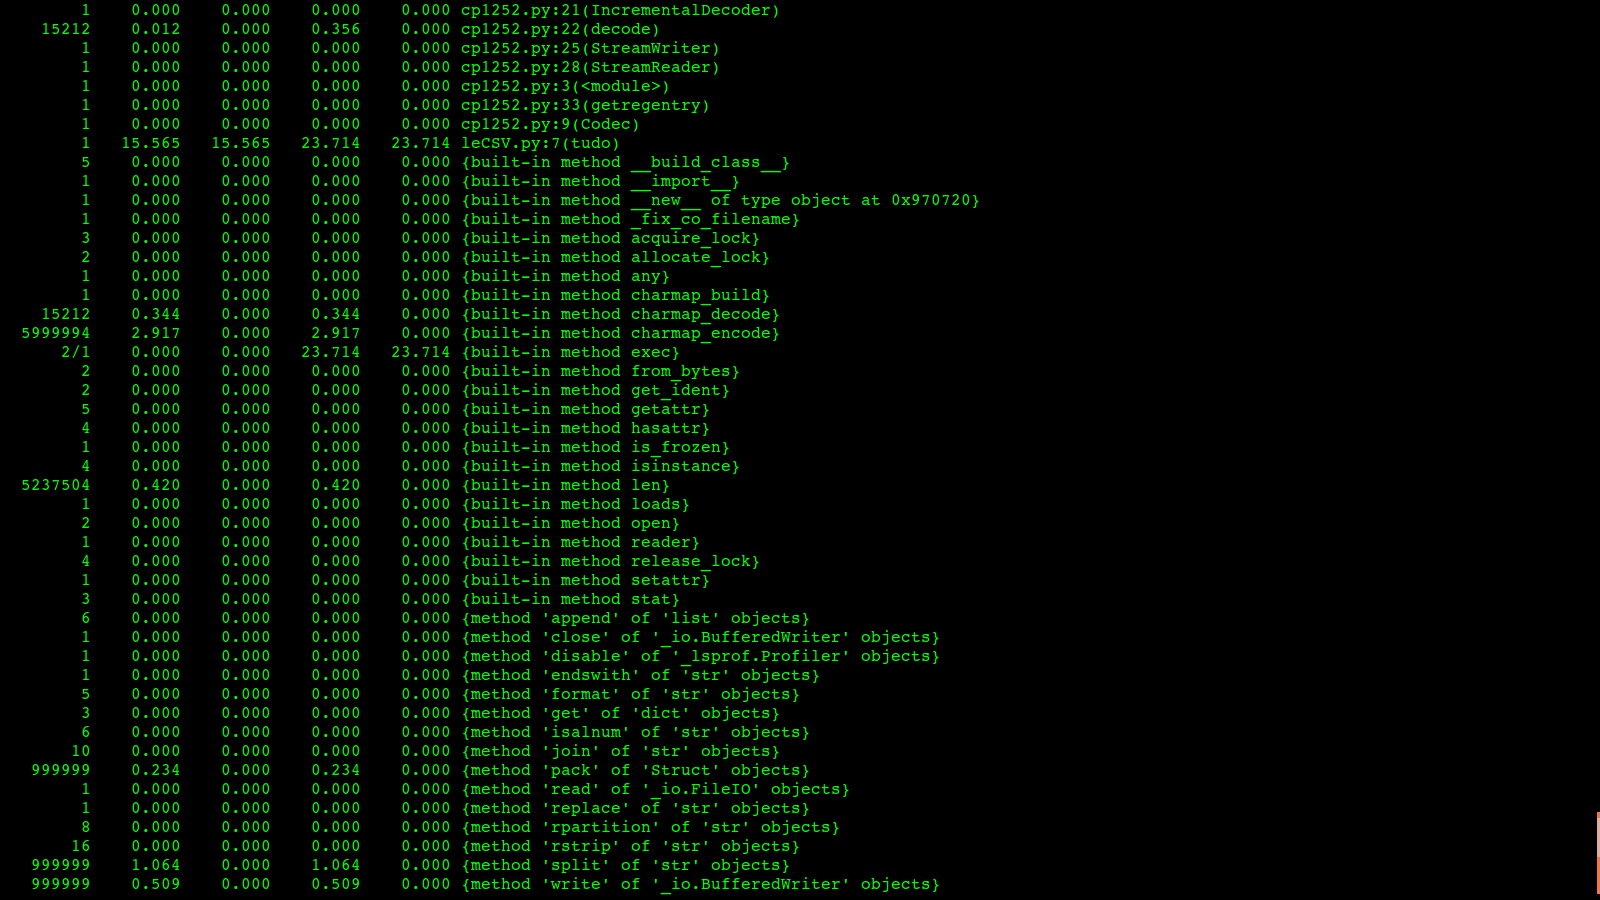 1 0.000 0.000 0.000 0.000 cp1252.py:21(IncrementalDecoder)
15212 0.012 0.000 0.356 0.000 cp1252.py:22(decode)
1 0.000 0.000 0.000 0.000 cp1252.py:25(StreamWriter)
1 0.000 0.000 0.000 0.000 cp1252.py:28(StreamReader)
1 0.000 0.000 0.000 0.000 cp1252.py:3(<module>)
1 0.000 0.000 0.000 0.000 cp1252.py:33(getregentry)
1 0.000 0.000 0.000 0.000 cp1252.py:9(Codec)
1 15.565 15.565 23.714 23.714 leCSV.py:7(tudo)
5 0.000 0.000 0.000 0.000 {built-in method __build_class__}
1 0.000 0.000 0.000 0.000 {built-in method __import__}
1 0.000 0.000 0.000 0.000 {built-in method __new__ of type object at 0x970720}
1 0.000 0.000 0.000 0.000 {built-in method _fix_co_filename}
3 0.000 0.000 0.000 0.000 {built-in method acquire_lock}
2 0.000 0.000 0.000 0.000 {built-in method allocate_lock}
1 0.000 0.000 0.000 0.000 {built-in method any}
1 0.000 0.000 0.000 0.000 {built-in method charmap_build}
15212 0.344 0.000 0.344 0.000 {built-in method charmap_decode}
5999994 2.917 0.000 2.917 0.000 {built-in method charmap_encode}
2/1 0.000 0.000 23.714 23.714 {built-in method exec}
2 0.000 0.000 0.000 0.000 {built-in method from_bytes}
2 0.000 0.000 0.000 0.000 {built-in method get_ident}
5 0.000 0.000 0.000 0.000 {built-in method getattr}
4 0.000 0.000 0.000 0.000 {built-in method hasattr}
1 0.000 0.000 0.000 0.000 {built-in method is_frozen}
4 0.000 0.000 0.000 0.000 {built-in method isinstance}
5237504 0.420 0.000 0.420 0.000 {built-in method len}
1 0.000 0.000 0.000 0.000 {built-in method loads}
2 0.000 0.000 0.000 0.000 {built-in method open}
1 0.000 0.000 0.000 0.000 {built-in method reader}
4 0.000 0.000 0.000 0.000 {built-in method release_lock}
1 0.000 0.000 0.000 0.000 {built-in method setattr}
3 0.000 0.000 0.000 0.000 {built-in method stat}
6 0.000 0.000 0.000 0.000 {method 'append' of 'list' objects}
1 0.000 0.000 0.000 0.000 {method 'close' of '_io.BufferedWriter' objects}
1 0.000 0.000 0.000 0.000 {method 'disable' of '_lsprof.Profiler' objects}
1 0.000 0.000 0.000 0.000 {method 'endswith' of 'str' objects}
5 0.000 0.000 0.000 0.000 {method 'format' of 'str' objects}
3 0.000 0.000 0.000 0.000 {method 'get' of 'dict' objects}
6 0.000 0.000 0.000 0.000 {method 'isalnum' of 'str' objects}
10 0.000 0.000 0.000 0.000 {method 'join' of 'str' objects}
999999 0.234 0.000 0.234 0.000 {method 'pack' of 'Struct' objects}
1 0.000 0.000 0.000 0.000 {method 'read' of '_io.FileIO' objects}
1 0.000 0.000 0.000 0.000 {method 'replace' of 'str' objects}
8 0.000 0.000 0.000 0.000 {method 'rpartition' of 'str' objects}
16 0.000 0.000 0.000 0.000 {method 'rstrip' of 'str' objects}
999999 1.064 0.000 1.064 0.000 {method 'split' of 'str' objects}
999999 0.509 0.000 0.509 0.000 {method 'write' of '_io.BufferedWriter' objects}